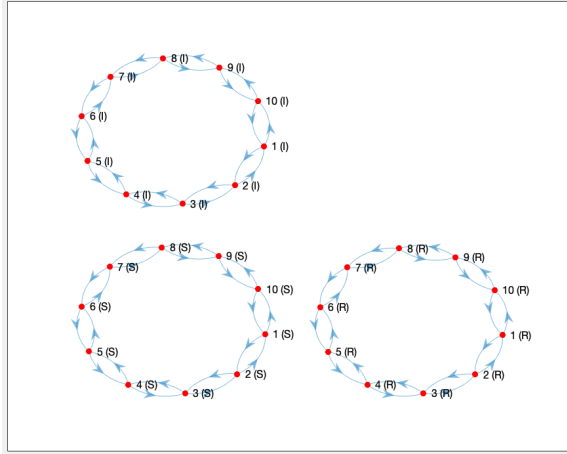 8 (I)
9 (I)
7 (I)
10 (I)
6 (I)
1 (I)
5 (I)
2 (I)
4 (I)
3 (I)
8 (S)
9 (S)
7 (S)
10 (S)
6 (S)
1 (S)
5 (S)
2 (S)
4 (S)
3 (S)
8 (R)
9 (R)
7 (R)
10 (R)
6 (R)
1 (R)
5 (R)
2 (R)
4 (R)
3 (R)